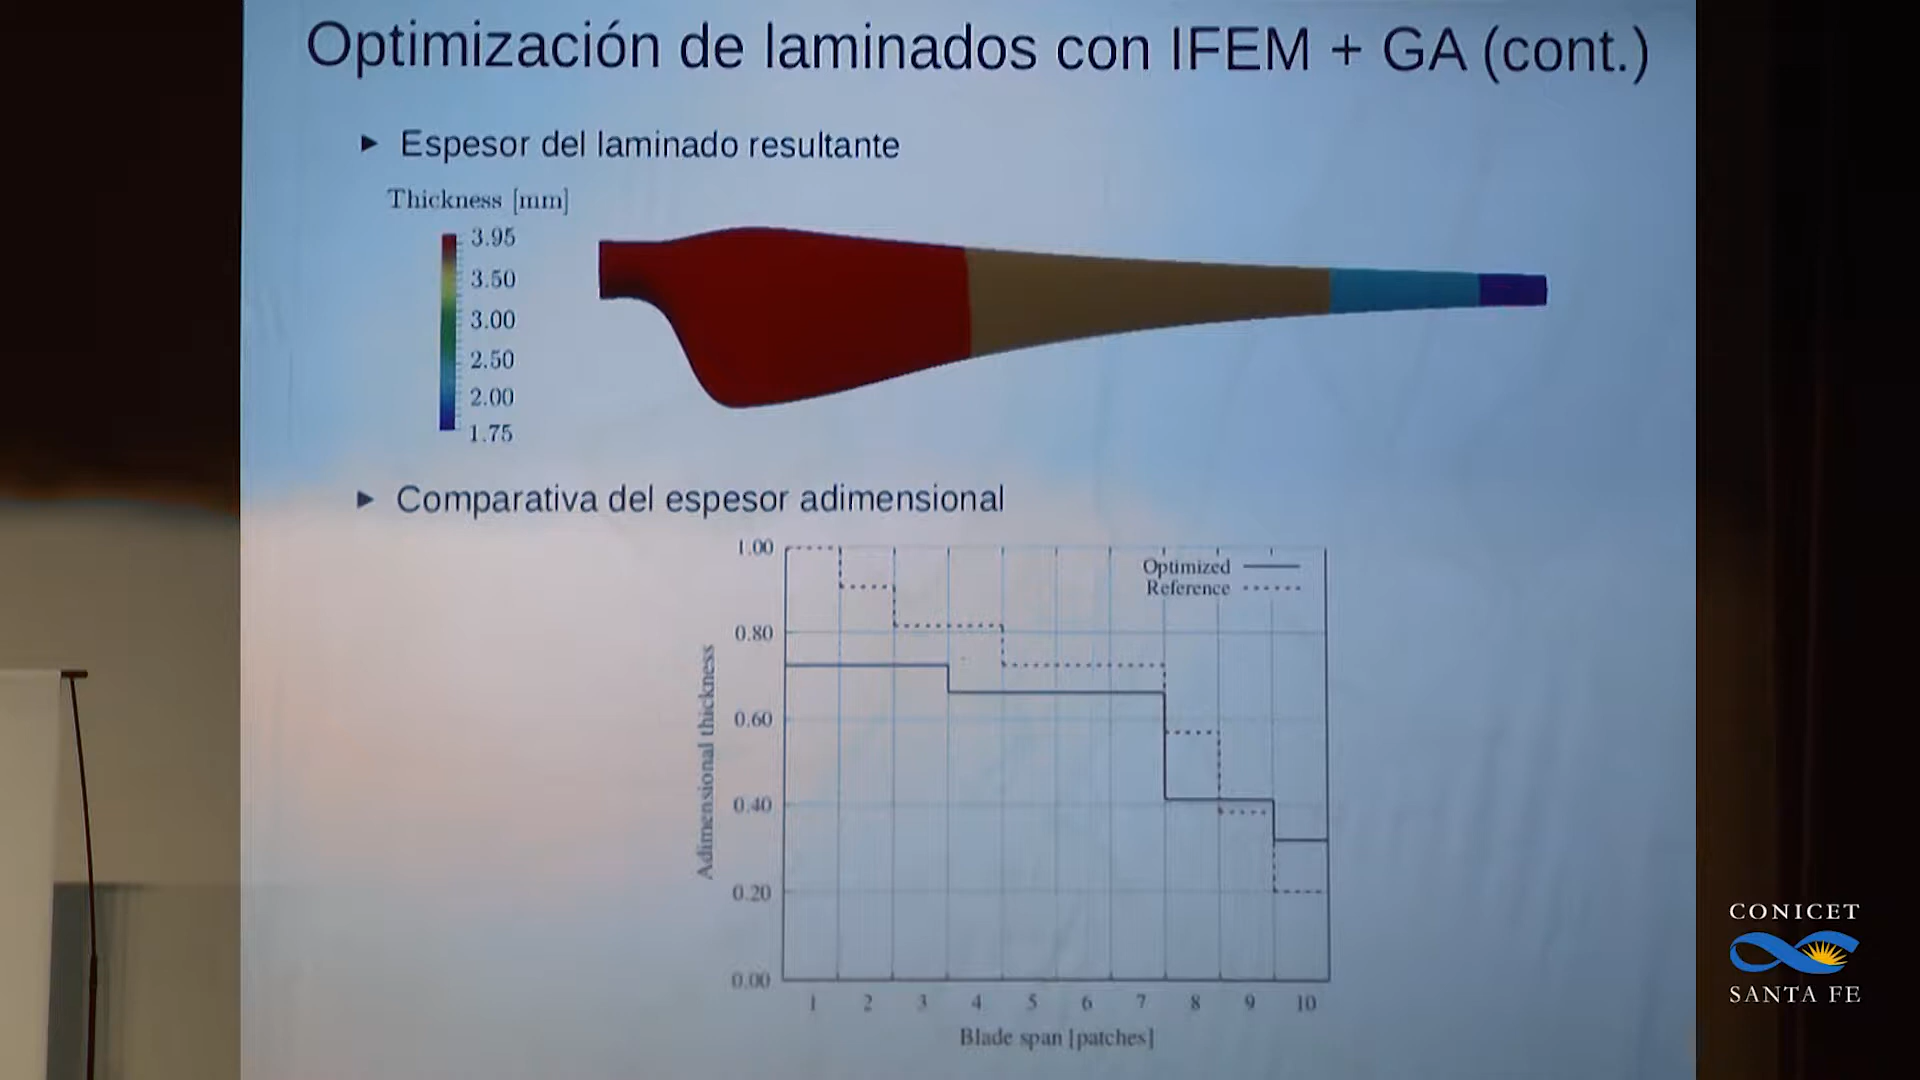 Optimización de laminados con IFEM + GA (cont.)
► Espesor del laminado resultante
Thickness [mm]
3.95
3.50
3.00
2.50
2.00
1.75
► Comparativa del espesor adimensional
1.00
0.80
0.60
0.40
0.20
0.00
Adimensional thickness
Optimized
Reference
1 2 3 4 5 6 7 8 9 10
Blade span [patches]
CONICET
SANTA FE